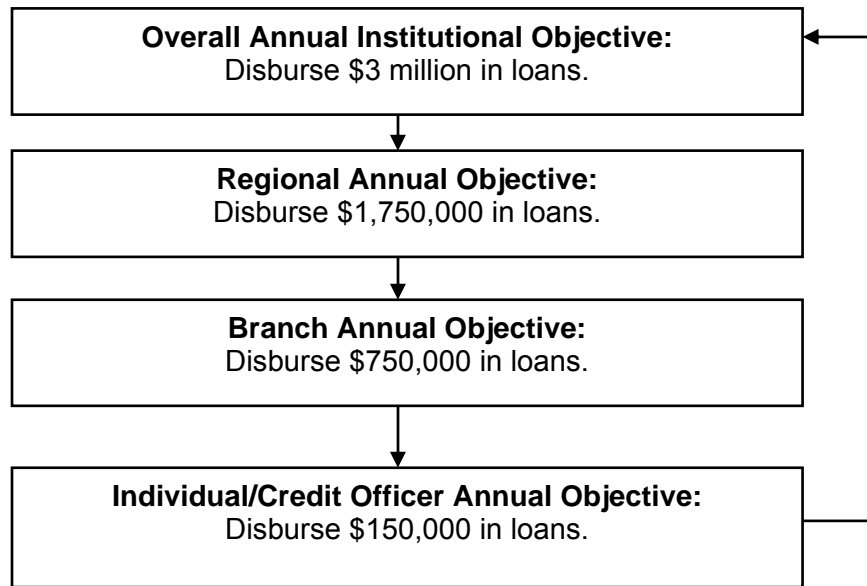 Overall Annual Institutional Objective:
Disburse $3 million in loans.
Regional Annual Objective:
Disburse $1,750,000 in loans.
Branch Annual Objective:
Disburse $750,000 in loans.
Individual/Credit Officer Annual Objective:
Disburse $150,000 in loans.